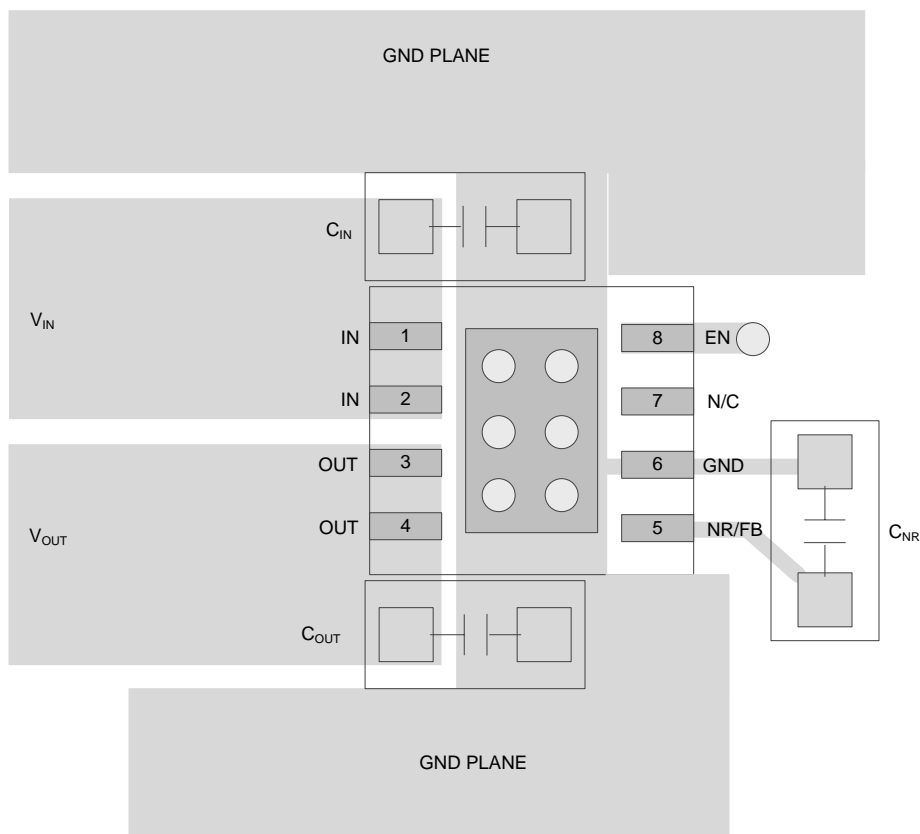 GND PLANE
C_IN
V_IN
IN 1 8 EN
IN 2 7 N/C
OUT 3 6 GND
OUT 4 5 NR/FB
V_OUT
C_NR
C_OUT
GND PLANE